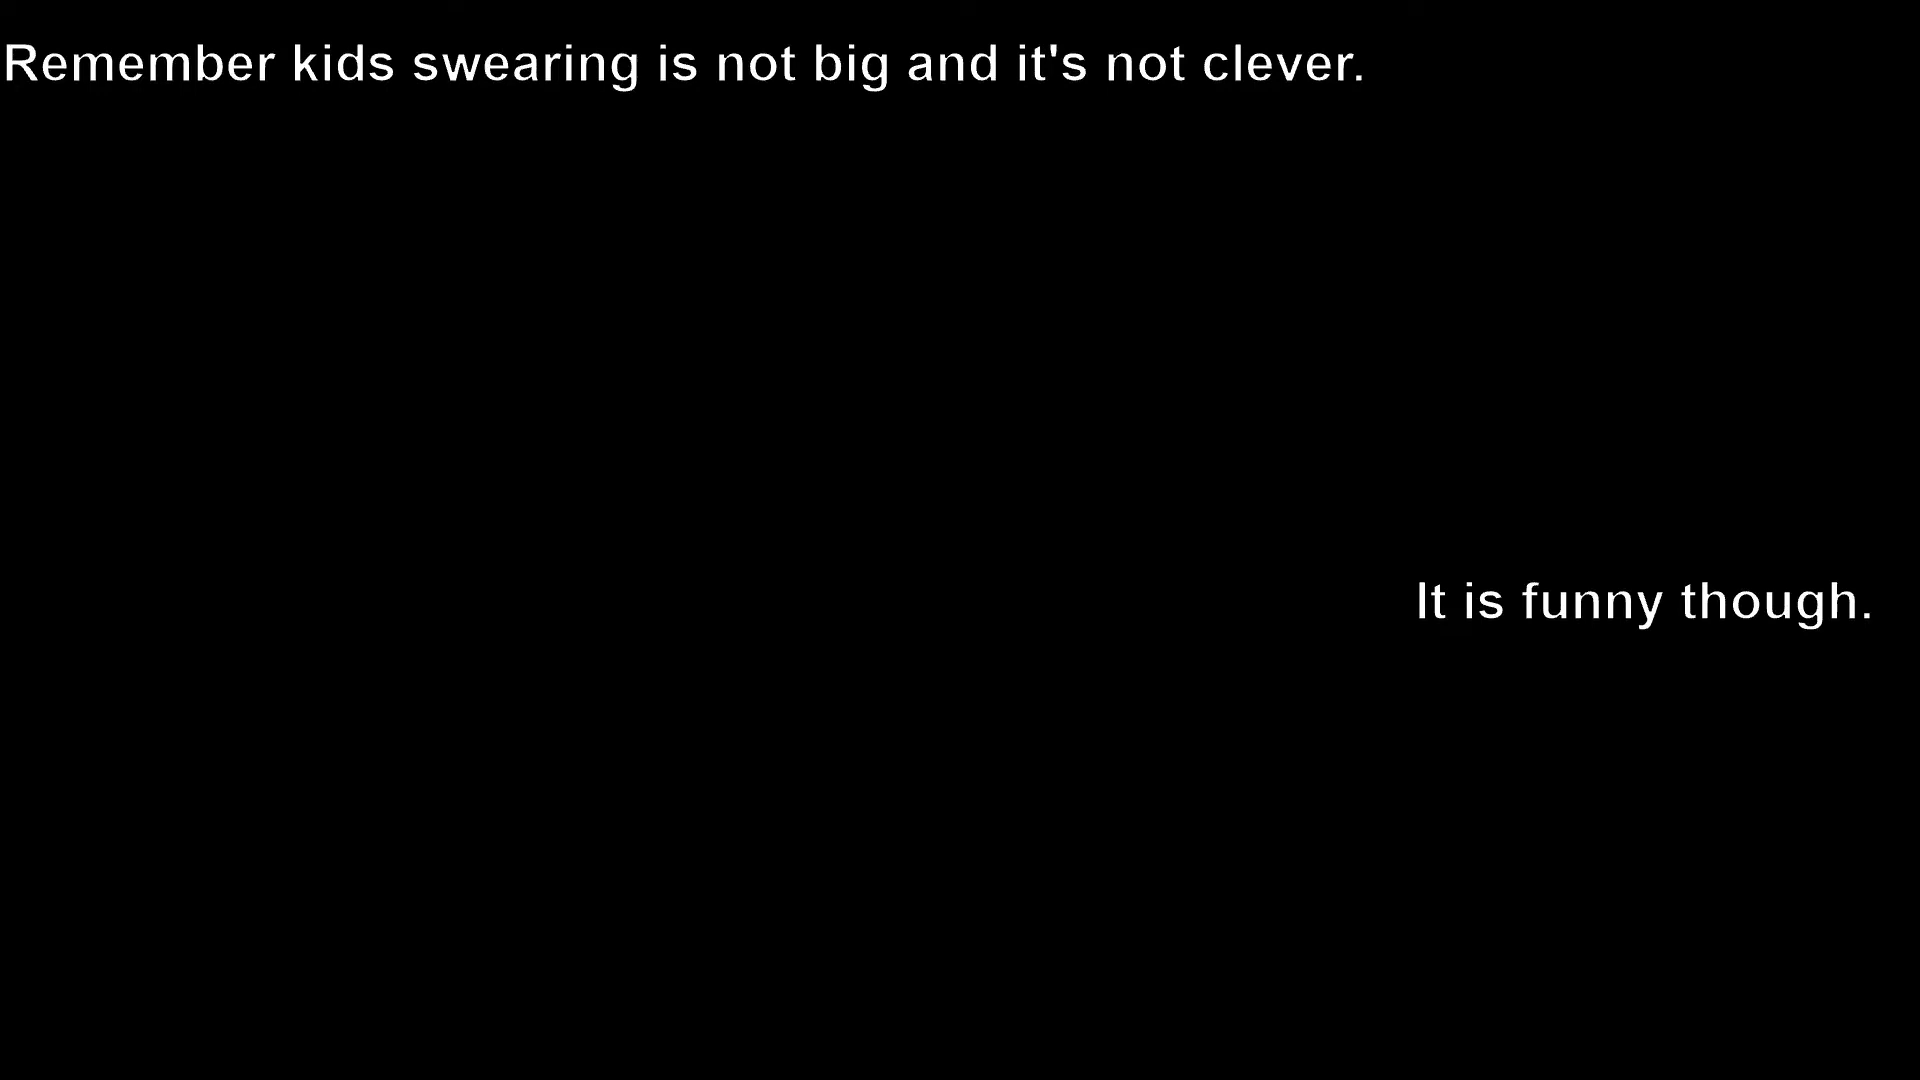 Remember kids swearing is not big and it's not clever.
It is funny though.